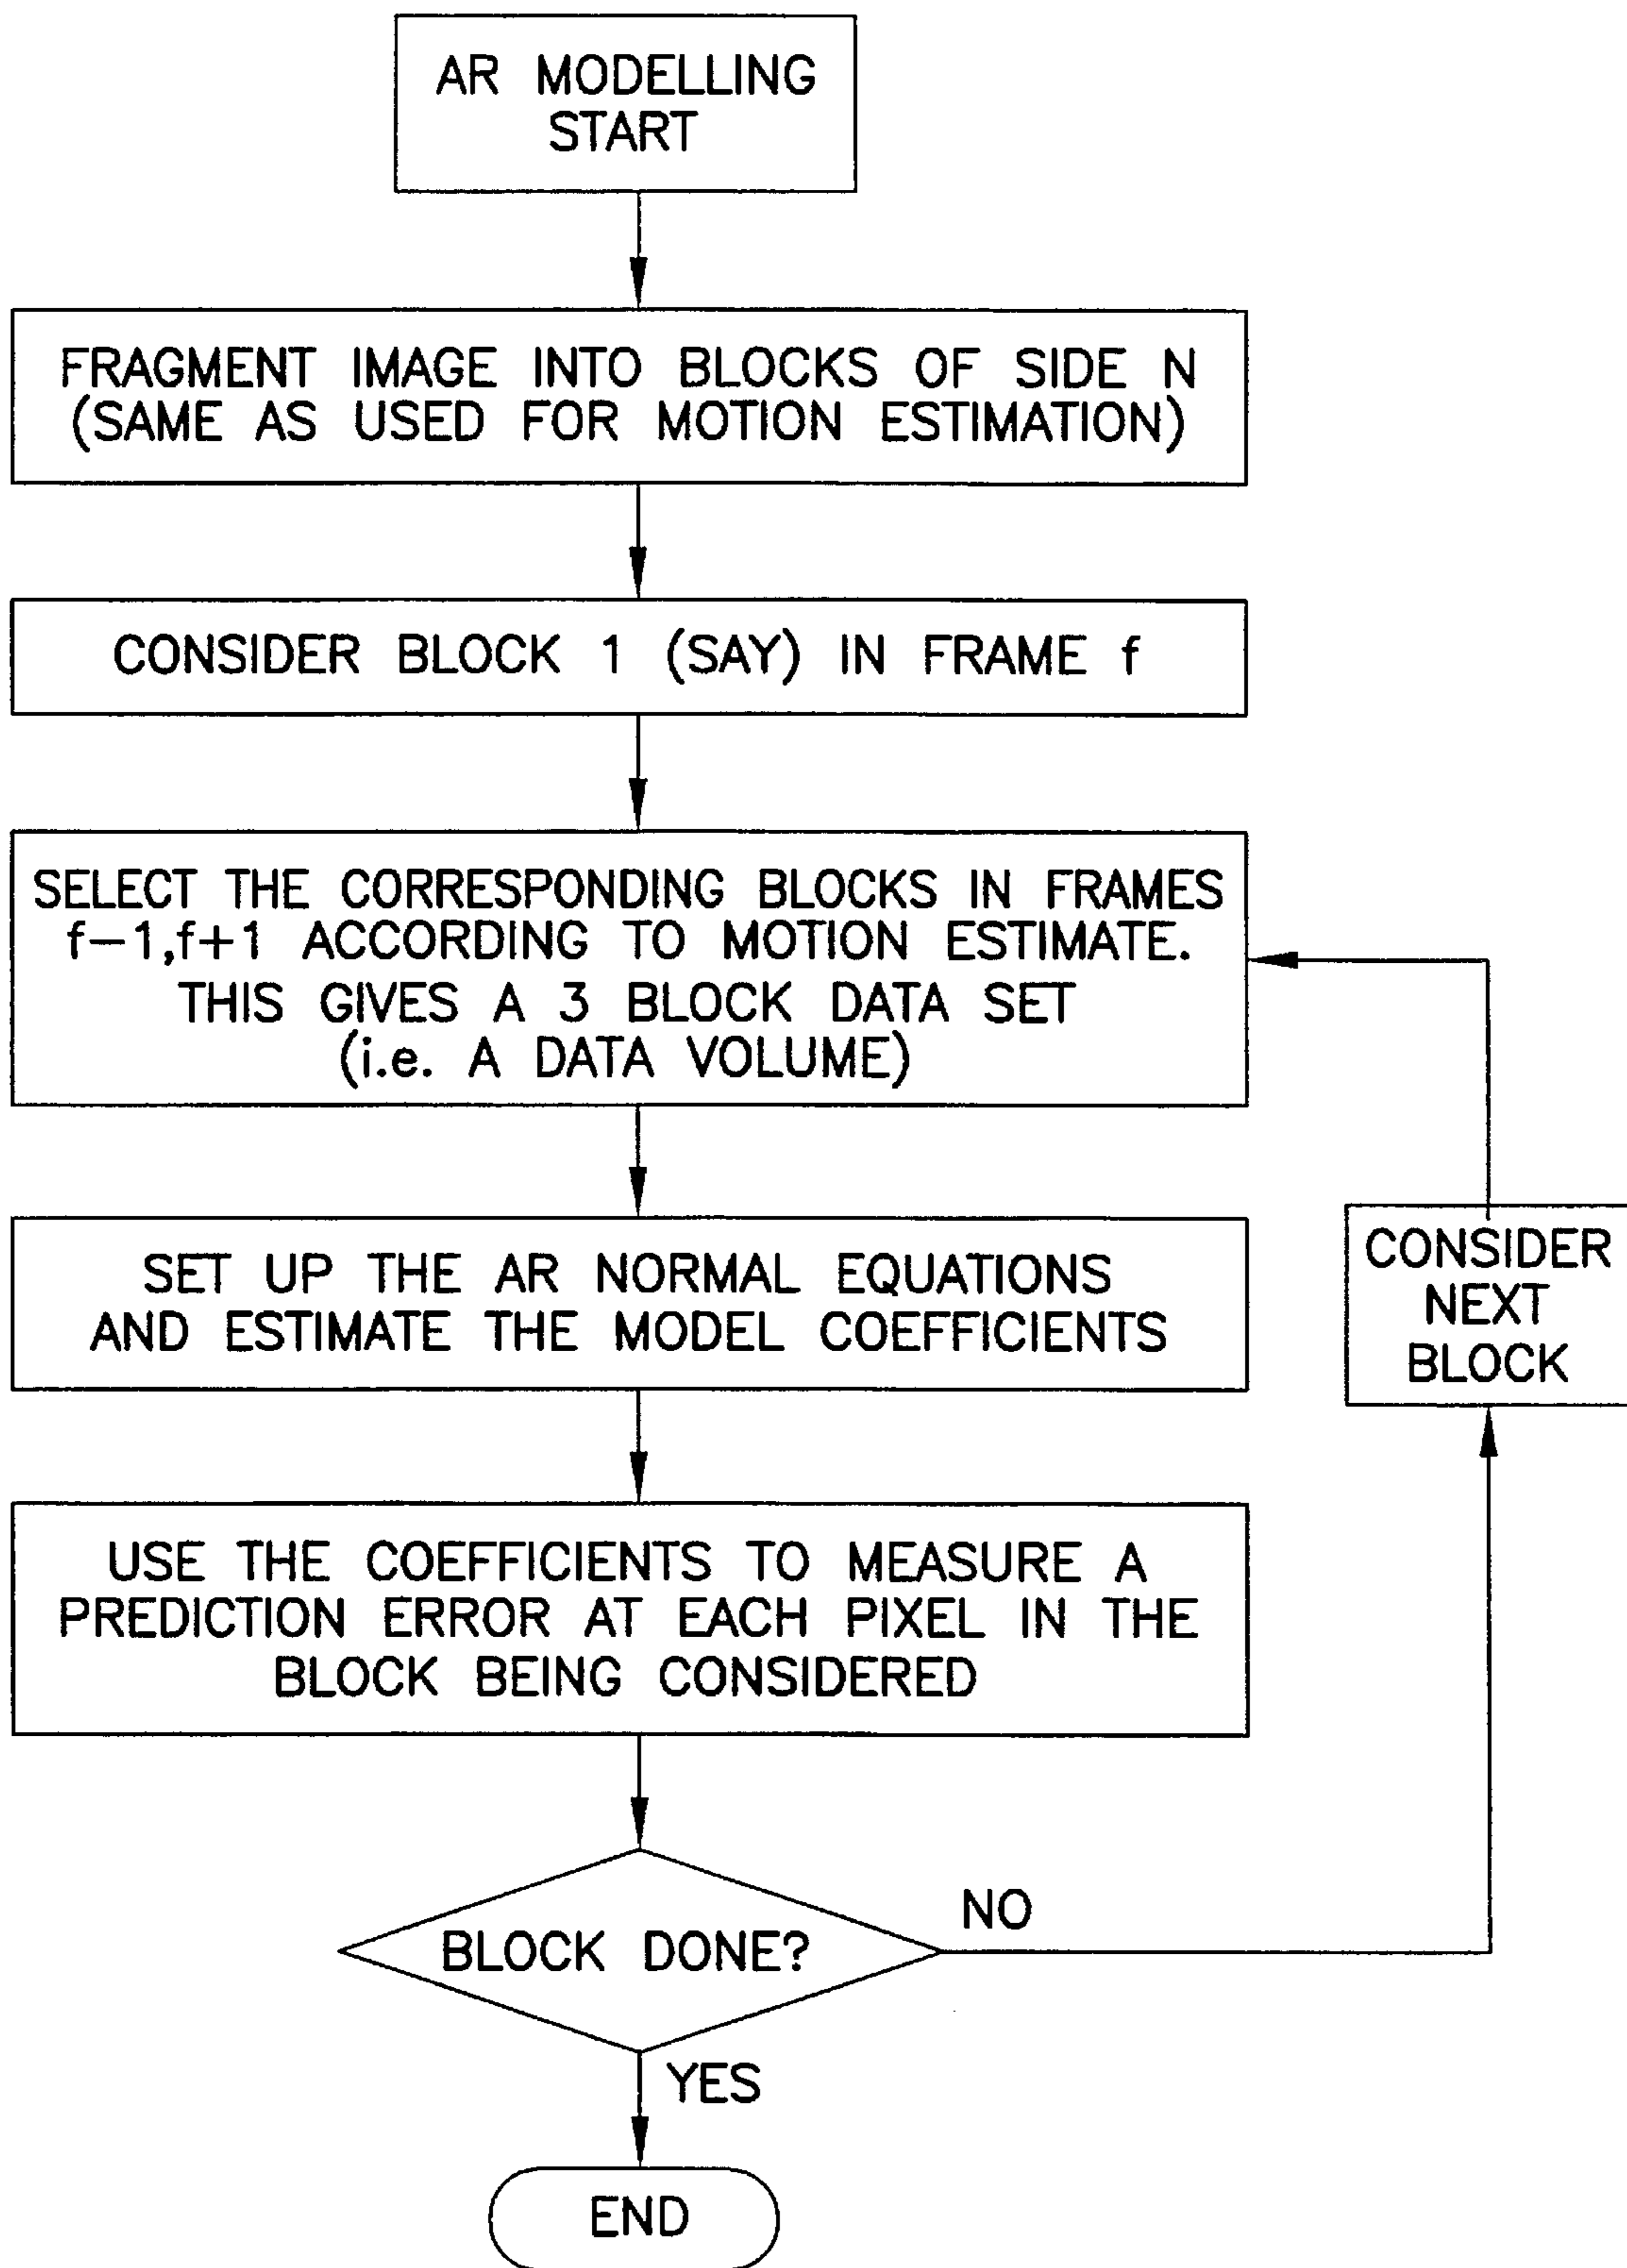 AR MODELLING
START
FRAGMENT IMAGE INTO BLOCKS OF SIDE N
(SAME AS USED FOR MOTION ESTIMATION)
CONSIDER BLOCK 1 (SAY) IN FRAME f
SELECT THE CORRESPONDING BLOCKS IN FRAMES
f−1,f+1 ACCORDING TO MOTION ESTIMATE.
THIS GIVES A 3 BLOCK DATA SET
(i.e. A DATA VOLUME)
SET UP THE AR NORMAL EQUATIONS
AND ESTIMATE THE MODEL COEFFICIENTS
CONSIDER
NEXT
BLOCK
USE THE COEFFICIENTS TO MEASURE A
PREDICTION ERROR AT EACH PIXEL IN THE
BLOCK BEING CONSIDERED
BLOCK DONE?
NO
YES
END